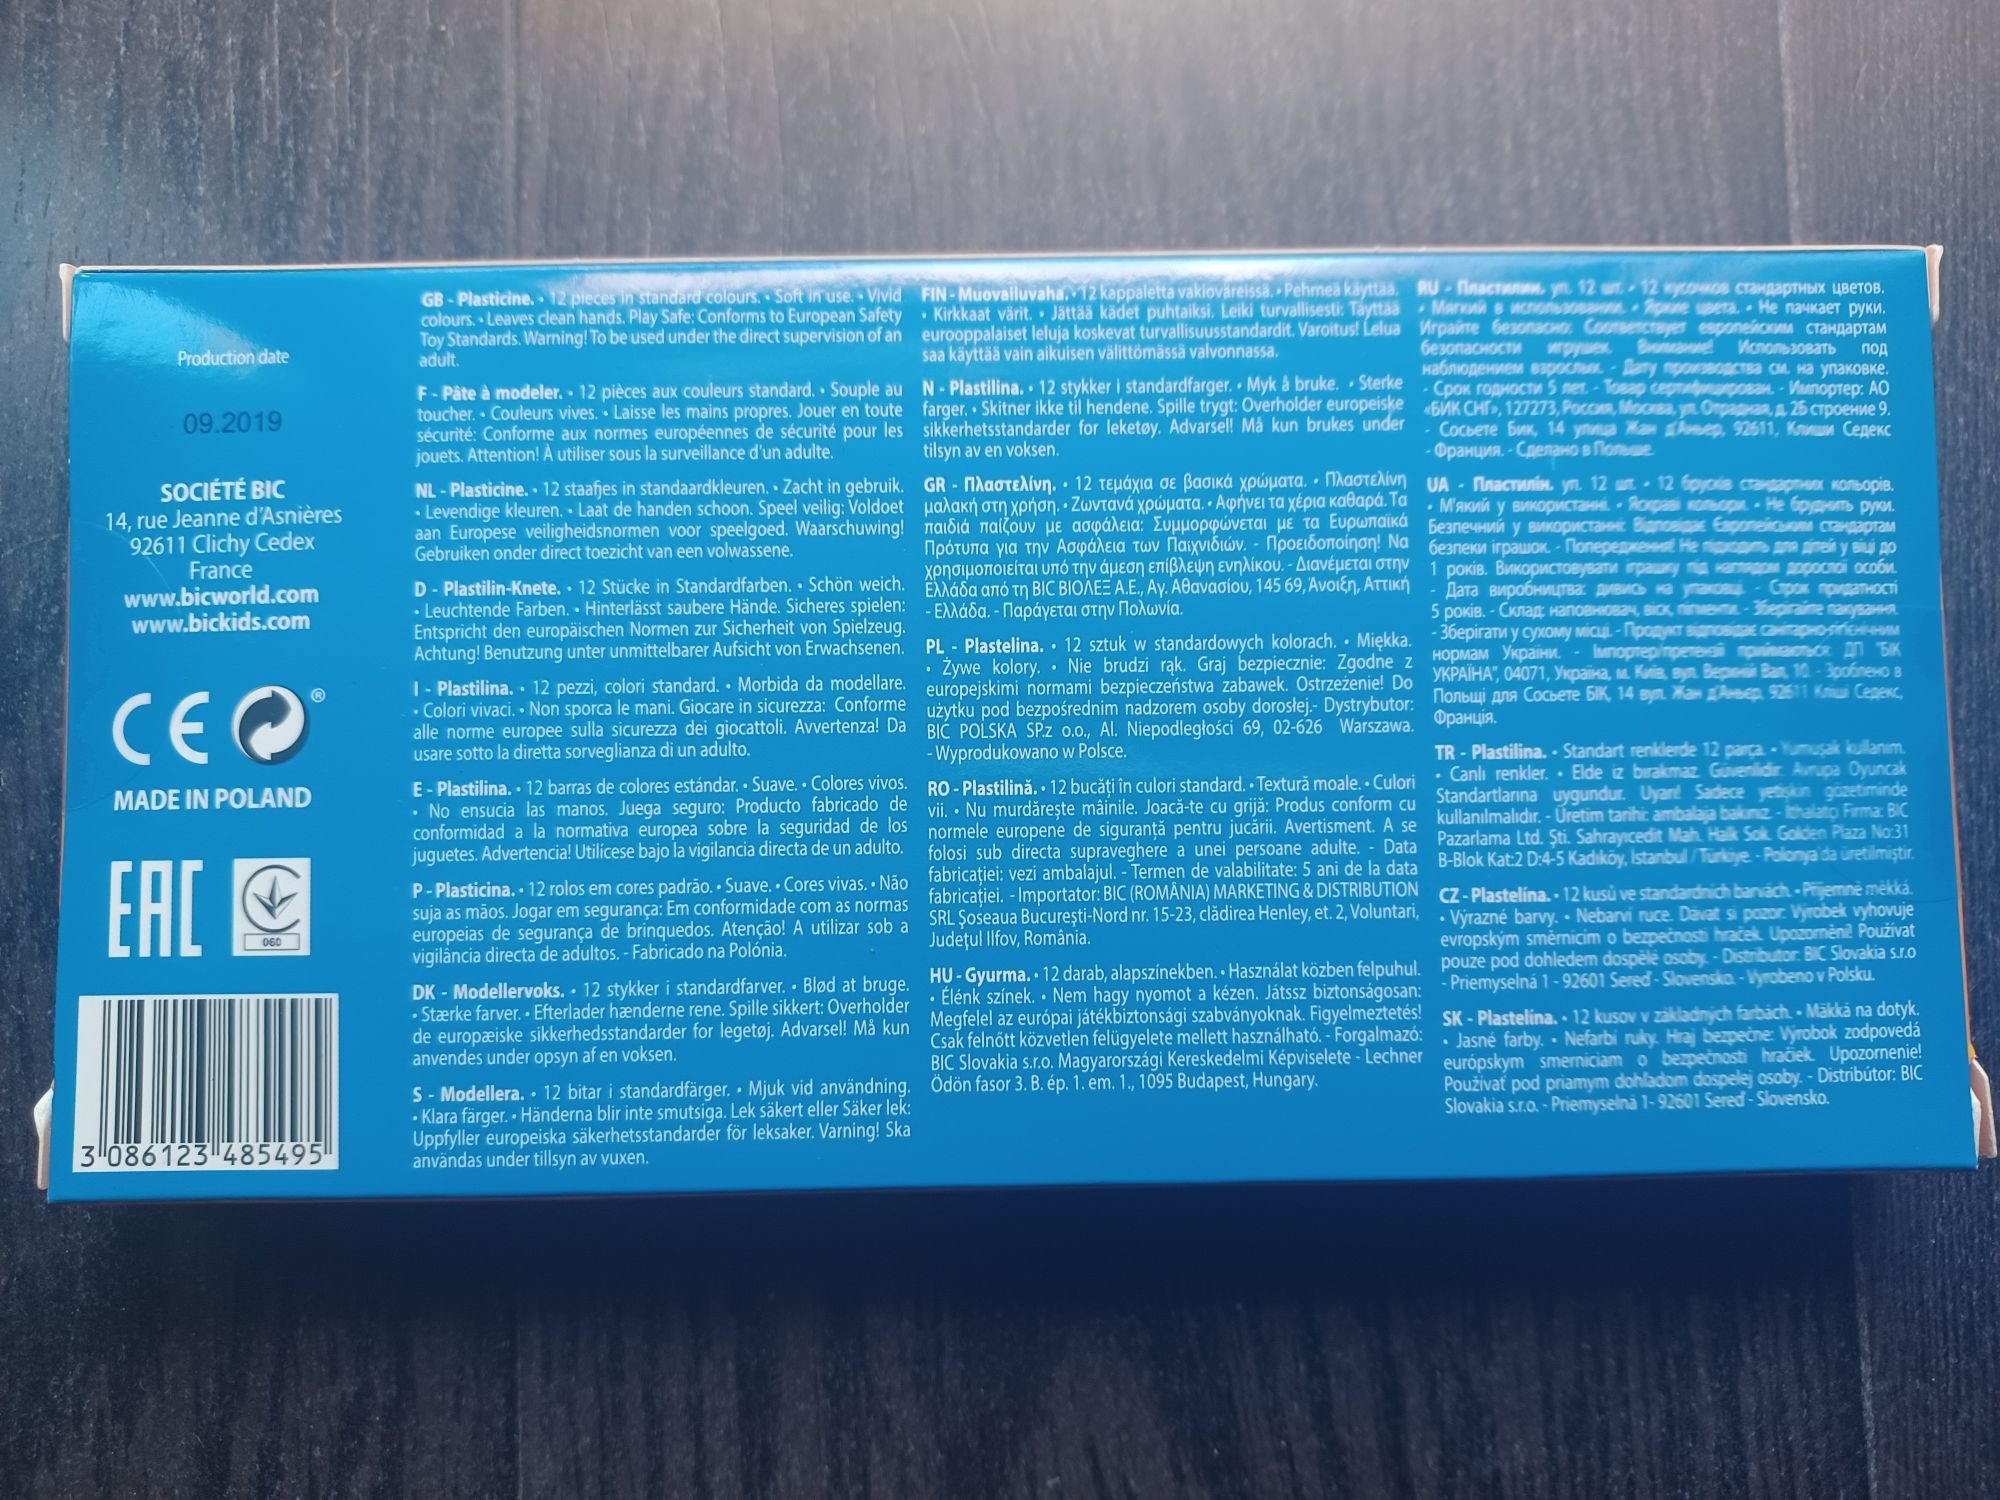 Production date
09.2019
SOCIÉTÉ BIC
14, rue Jeanne d'Asnières
92611 Clichy Cedex
France
www.bicworld.com
www.bickids.com
CE
®
MADE IN POLAND
EAC
060
3 086123 485495
GB - Plasticine. • 12 pieces in standard colours. • Soft in use. • Vivid
colours. • Leaves clean hands. Play Safe: Conforms to European Safety
Toy Standards. Warning! To be used under the direct supervision of an
adult.
F - Pâte à modeler. • 12 pièces aux couleurs standard. • Souple au
toucher. • Couleurs vives. • Laisse les mains propres. Jouer en toute
sécurité: Conforme aux normes européennes de sécurité pour les
jouets. Attention! À utiliser sous la surveillance d'un adulte.
NL - Plasticine. • 12 staafjes in standaardkleuren. • Zacht in gebruik.
• Levendige kleuren. • Laat de handen schoon. Speel veilig: Voldoet
aan Europese veiligheidsnormen voor speelgoed. Waarschuwing!
Gebruiken onder direct toezicht van een volwassene.
D - Plastilin-Knete. • 12 Stücke in Standardfarben. • Schön weich.
• Leuchtende Farben. • Hinterlässt saubere Hände. Sicheres spielen:
Entspricht den europäischen Normen zur Sicherheit von Spielzeug.
Achtung! Benutzung unter unmittelbarer Aufsicht von Erwachsenen.
I - Plastilina. • 12 pezzi, colori standard. • Morbida da modellare.
• Colori vivaci. • Non sporca le mani. Giocare in sicurezza: Conforme
alle norme europee sulla sicurezza dei giocattoli. Avvertenza! Da
usare sotto la diretta sorveglianza di un adulto.
E - Plastilina. • 12 barras de colores estándar. • Suave. • Colores vivos.
• No ensucia las manos. Juega seguro: Producto fabricado de
conformidad a la normativa europea sobre la seguridad de los
juguetes. Advertencia! Utilícese bajo la vigilancia directa de un adulto.
P - Plasticina. • 12 rolos em cores padrão. • Suave. • Cores vivas. • Não
suja as mãos. Jogar em segurança: Em conformidade com as normas
europeias de segurança de brinquedos. Atenção! A utilizar sob a
vigilância directa de adultos. - Fabricado na Polónia.
DK - Modellervoks. • 12 stykker i standardfarver. • Blød at bruge.
• Stærke farver. • Efterlader hænderne rene. Spille sikkert: Overholder
de europæiske sikkerhedsstandarder for legetøj. Advarsel! Må kun
anvendes under opsyn af en voksen.
S - Modellera. • 12 bitar i standardfärger. • Mjuk vid användning.
• Klara färger. • Händerna blir inte smutsiga. Lek säkert eller Säker lek:
Uppfyller europeiska säkerhetsstandarder för leksaker. Varning! Ska
användas under tillsyn av vuxen.
FIN - Muovailuvaha. • 12 kappaletta vakioväreissä. • Pehmeä käyttää.
• Kirkkaat värit. • Jättää kädet puhtaiksi. Leiki turvallisesti: Täyttää
eurooppalaiset leluja koskevat turvallisuusstandardit. Varoitus! Lelua
saa käyttää vain aikuisen välittömässä valvonnassa.
N - Plastilina. • 12 stykker i standardfarger. • Myk å bruke. • Sterke
farger. • Skitner ikke til hendene. Spille trygt: Overholder europeiske
sikkerhetsstandarder for leketøy. Advarsel! Må kun brukes under
tilsyn av en voksen.
GR - Πλαστελίνη. • 12 τεμάχια σε βασικά χρώματα. • Πλαστελίνη
μαλακή στη χρήση. • Ζωντανά χρώματα. • Αφήνει τα χέρια καθαρά. Τα
παιδιά παίζουν με ασφάλεια: Συμμορφώνεται με τα Ευρωπαϊκά
Πρότυπα για την Ασφάλεια των Παιχνιδιών. - Προειδοποίηση! Να
χρησιμοποιείται υπό την άμεση επίβλεψη ενηλίκου. - Διανέμεται στην
Ελλάδα από τη BIC ΒΙΟΛΕΞ Α.Ε., Αγ. Αθανασίου, 145 69, Άνοιξη, Αττική
- Ελλάδα. - Παράγεται στην Πολωνία.
PL - Plastelina. • 12 sztuk w standardowych kolorach. • Miękka.
• Żywe kolory. • Nie brudzi rąk. Graj bezpiecznie: Zgodne z
europejskimi normami bezpieczeństwa zabawek. Ostrzeżenie! Do
użytku pod bezpośrednim nadzorem osoby dorosłej.- Dystrybutor:
BIC POLSKA SP.z o.o., Al. Niepodległości 69, 02-626 Warszawa.
- Wyprodukowano w Polsce.
RO - Plastilină. • 12 bucăți în culori standard. • Textură moale. • Culori
vii. • Nu murdărește mâinile. Joacă-te cu grijă: Produs conform cu
normele europene de siguranță pentru jucării. Avertisment. A se
folosi sub directa supraveghere a unei persoane adulte. - Data
fabricației: vezi ambalajul. - Termen de valabilitate: 5 ani de la data
fabricației. - Importator: BIC (ROMÂNIA) MARKETING & DISTRIBUTION
SRL Șoseaua București-Nord nr. 15-23, clădirea Henley, et. 2, Voluntari,
Județul Ilfov, România.
HU - Gyurma. • 12 darab, alapszínekben. • Használat közben felpuhul.
• Élénk színek. • Nem hagy nyomot a kézen. Játssz biztonságosan:
Megfelel az európai játékbiztonsági szabványoknak. Figyelmeztetés!
Csak felnőtt közvetlen felügyelete mellett használható. - Forgalmazó:
BIC Slovakia s.r.o. Magyarországi Kereskedelmi Képviselete - Lechner
Ödön fasor 3. B. ép. 1. em. 1., 1095 Budapest, Hungary.
RU - Пластилин. уп. 12 шт. • 12 кусочков стандартных цветов.
• Мягкий в использовании. • Яркие цвета. • Не пачкает руки.
Играйте безопасно: Соответствует европейским стандартам
безопасности игрушек. Внимание! Использовать под
наблюдением взрослых. - Дату производства см. на упаковке.
- Срок годности 5 лет. - Товар сертифицирован. - Импортер: АО
«БИК СНГ», 127273, Россия, Москва, ул. Отрадная, д. 2Б строение 9.
- Сосьете Бик, 14 улица Жан д'Аньер, 92611, Клиши Седекс
- Франция. - Сделано в Польше.
UA - Пластилін. уп. 12 шт. • 12 брусків стандартних кольорів.
• М'який у використанні. • Яскраві кольори. • Не бруднить руки.
Безпечний у використанні: Відповідає Європейським стандартам
безпеки іграшок. - Попередження! Не підходить для дітей у віці до
1 років. Використовувати іграшку під наглядом дорослої особи.
- Дата виробництва: дивись на упаковці. - Строк придатності
5 років. - Склад: наповнювач, віск, пігменти. - Зберігайте пакування.
- Зберігати у сухому місці. - Продукт відповідає санітарно-гігієнічним
нормам України. - Імпортер/претензії приймаються: ДП "БІК
УКРАЇНА", 04071, Україна, м. Київ, вул. Верхній Вал, 10. - Зроблено в
Польщі для Сосьете БІК, 14 вул. Жан д'Аньер, 92611 Кліші Седекс,
Франція.
TR - Plastilina. • Standart renklerde 12 parça. • Yumuşak kullanım.
• Canlı renkler. • Elde iz bırakmaz. Güvenlidir. Avrupa Oyuncak
Standartlarına uygundur. Uyarı! Sadece yetişkin gözetiminde
kullanılmalıdır. - Üretim tarihi: ambalaja bakınız. - İthalatçı Firma: BIC
Pazarlama Ltd. Şti. Sahrayıcedit Mah. Halk Sok. Golden Plaza No:31
B-Blok Kat:2 D:4-5 Kadıköy, İstanbul / Türkiye. - Polonya'da üretilmiştir.
CZ - Plastelína. • 12 kusů ve standardních barvách. • Příjemně měkká.
• Výrazné barvy. • Nebarví ruce. Dávat si pozor: Výrobek vyhovuje
evropským směrnicím o bezpečnosti hraček. Upozornění! Používat
pouze pod dohledem dospělé osoby. - Distributor: BIC Slovakia s.r.o
- Priemyselná 1 - 92601 Sereď - Slovensko. - Vyrobeno v Polsku.
SK - Plastelína. • 12 kusov v základných farbách. • Mäkká na dotyk.
• Jasné farby. • Nefarbí ruky. Hraj bezpečne: Výrobok zodpovedá
európskym smerniciam o bezpečnosti hračiek. Upozornenie!
Používať pod priamym dohľadom dospelej osoby. - Distribútor: BIC
Slovakia s.r.o. - Priemyselná 1- 92601 Sereď - Slovensko.